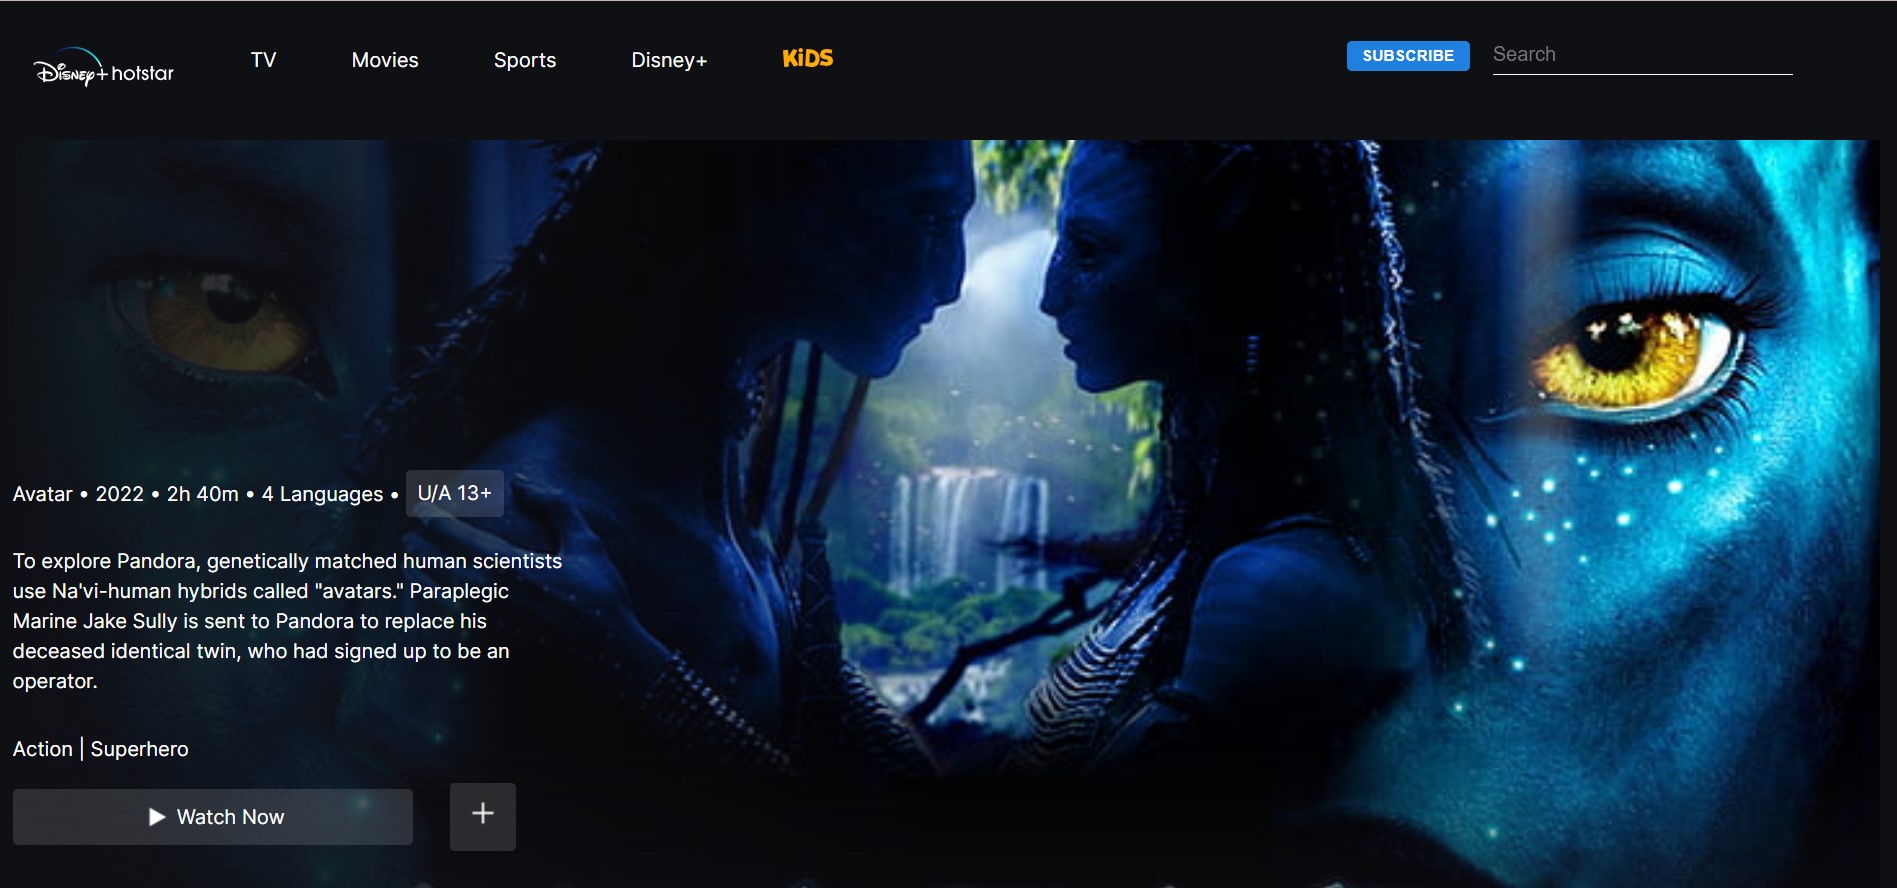 Disney+ hotstar
TV
Movies
Sports
Disney+
KiDS
SUBSCRIBE
Search
Avatar • 2022 • 2h 40m • 4 Languages • U/A 13+
To explore Pandora, genetically matched human scientists
use Na'vi-human hybrids called "avatars." Paraplegic
Marine Jake Sully is sent to Pandora to replace his
deceased identical twin, who had signed up to be an
operator.
Action | Superhero
▶ Watch Now
+